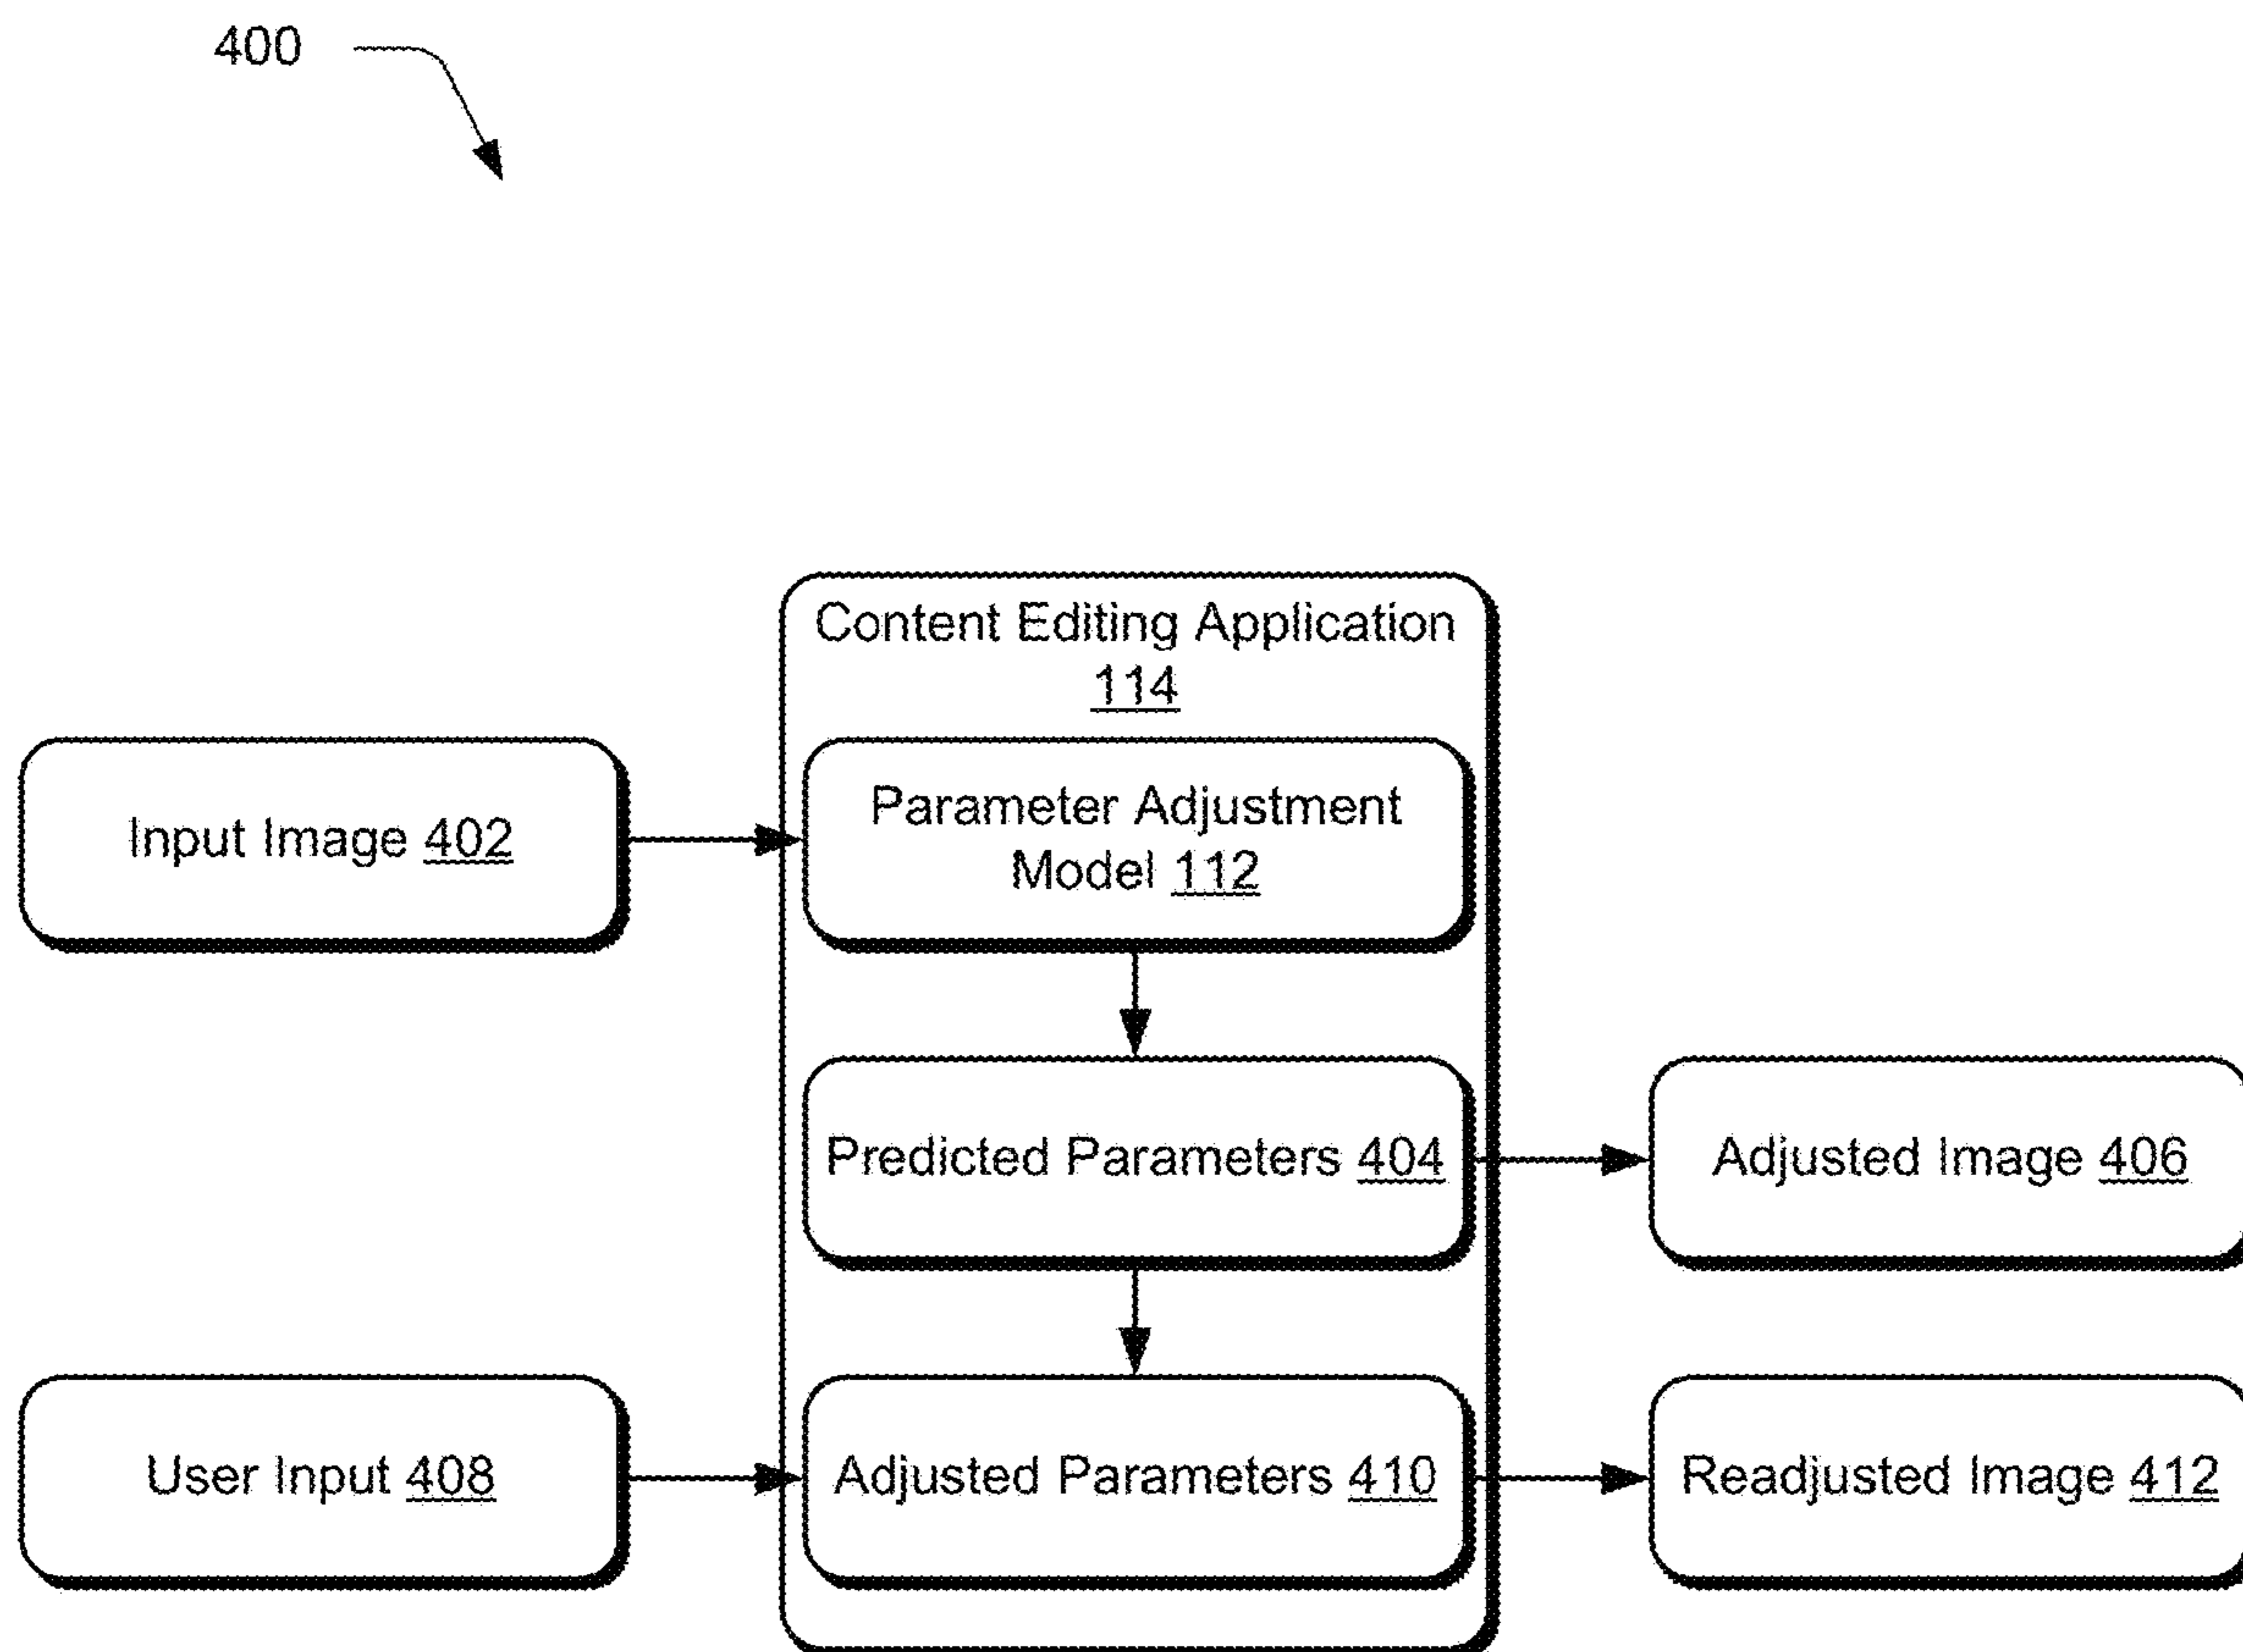 400
Content Editing Application
114
Input Image 402
Parameter Adjustment
Model 112
Predicted Parameters 404
Adjusted Image 406
User Input 408
Adjusted Parameters 410
Readjusted Image 412